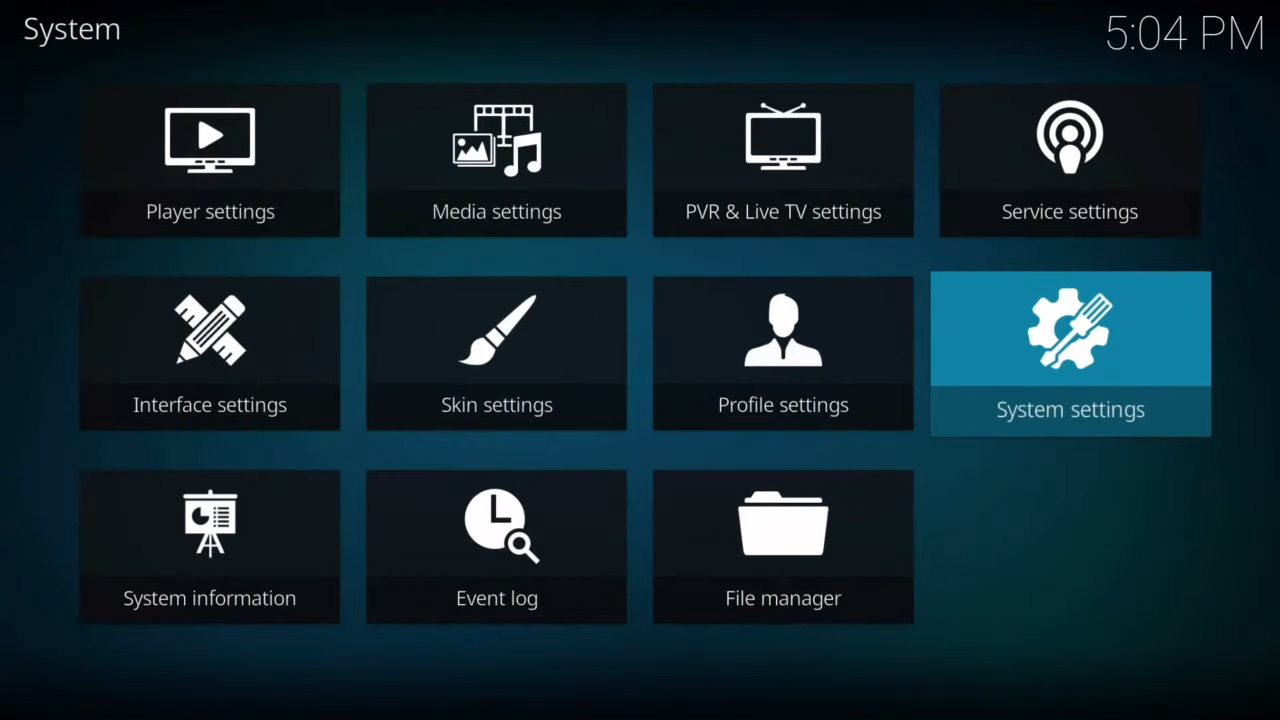 System
5:04 PM
Player settings
Media settings
PVR & Live TV settings
Service settings
Interface settings
Skin settings
Profile settings
System settings
System information
Event log
File manager